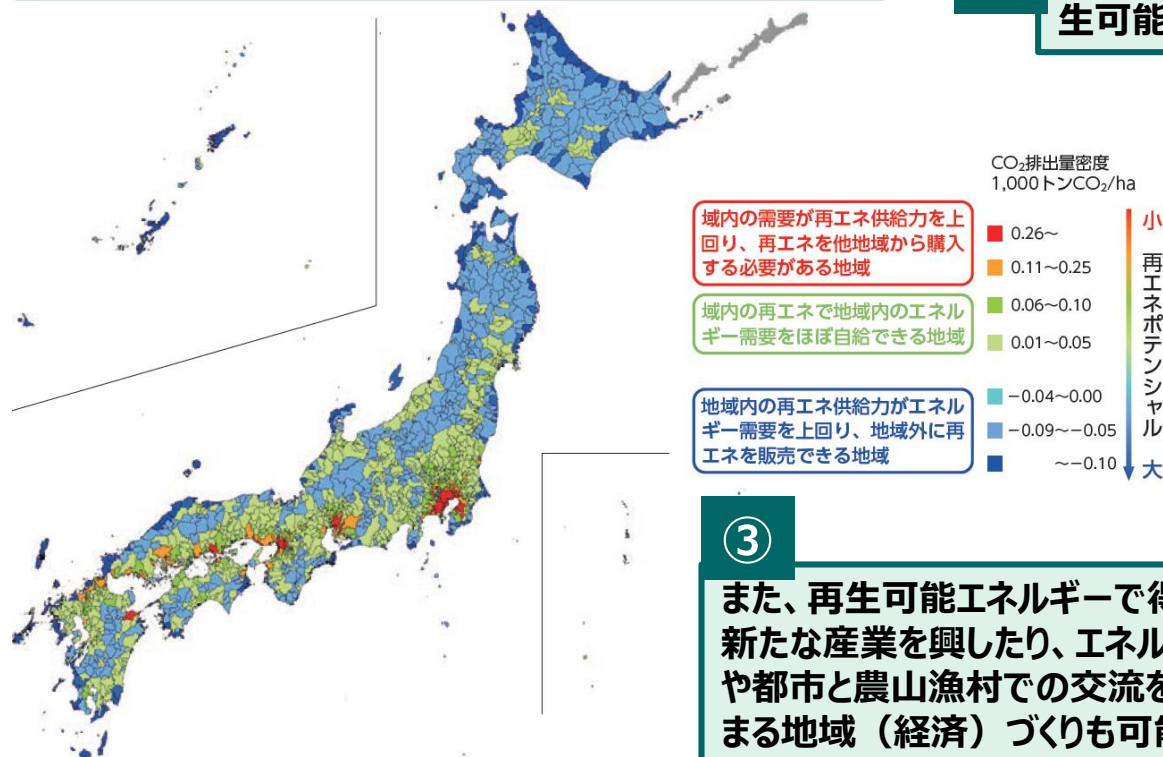 生可能
CO₂排出量密度
1,000トンCO₂/ha
域内の需要が再エネ供給力を上
回り、再エネを他地域から購入
する必要がある地域
0.26～
0.11～0.25
域内の再エネで地域内のエネル
ギー需要をほぼ自給できる地域
0.06～0.10
0.01～0.05
地域内の再エネ供給力がエネル
ギー需要を上回り、地域外に再
エネを販売できる地域
−0.04～0.00
−0.09～−0.05
～−0.10
小
再エネポテンシャル
大
③
また、再生可能エネルギーで得
新たな産業を興したり、エネル
や都市と農山漁村での交流を
まる地域（経済）づくりも可能